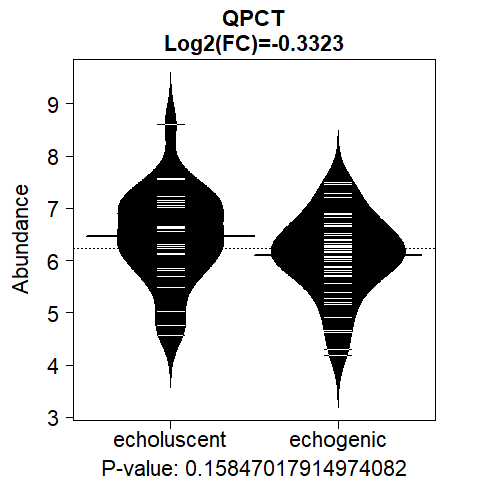 QPCT
Log2(FC)=-0.3323
Abundance
9
8
7
6
5
4
3
echoluscent echogenic
P-value: 0.15847017914974082